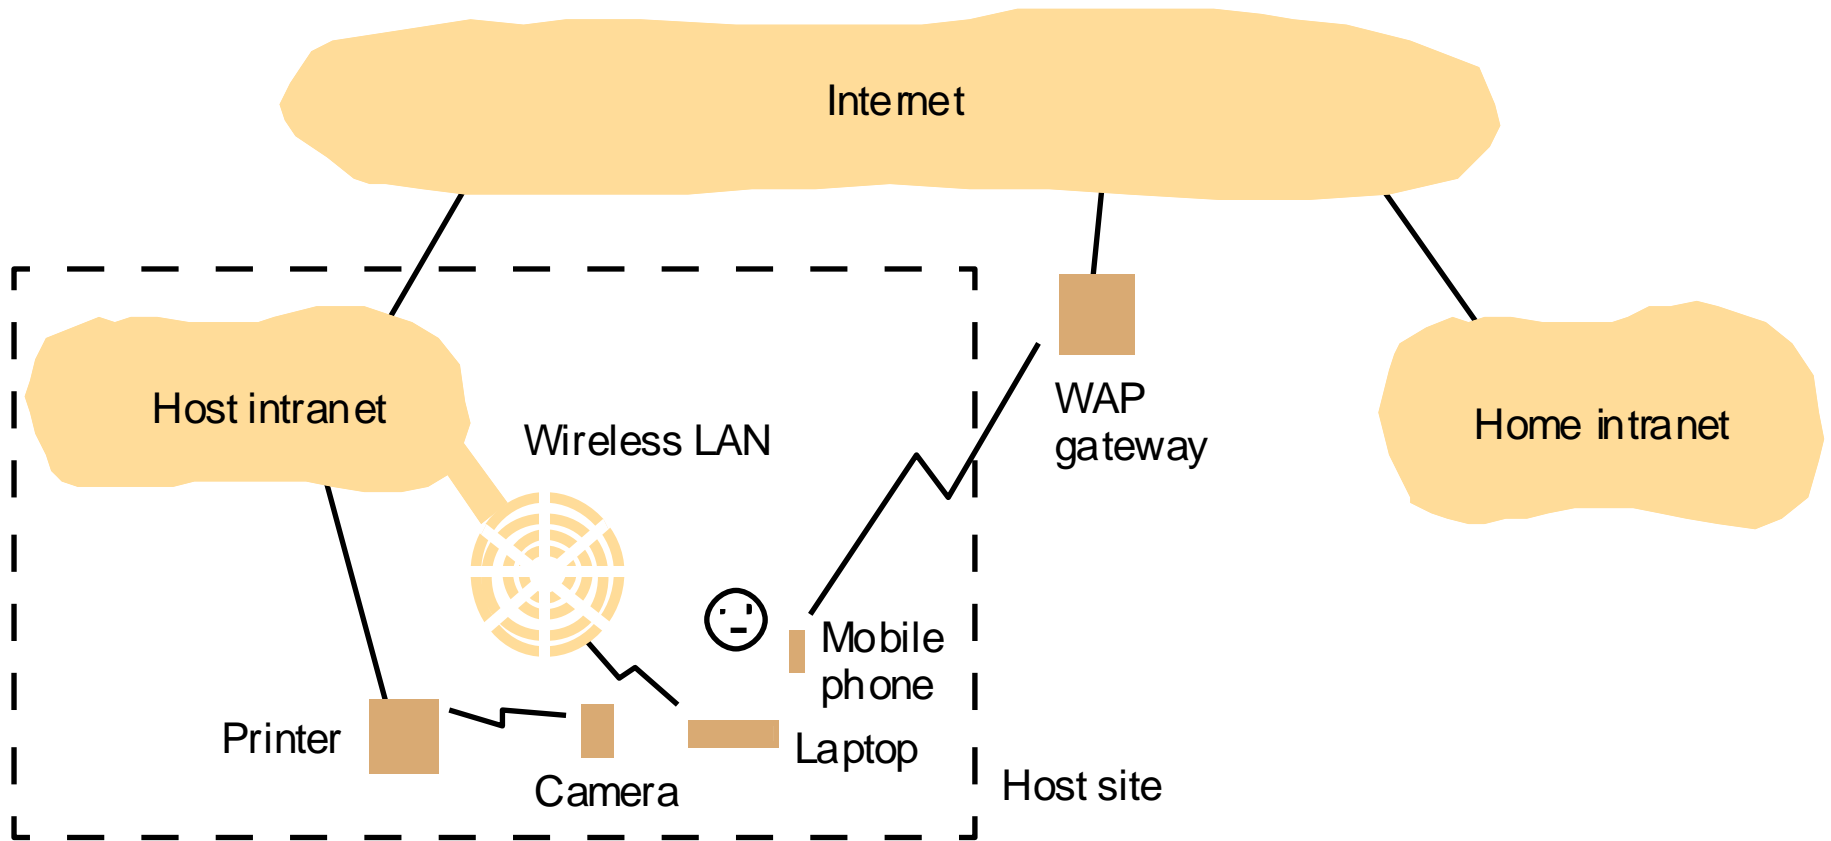 Internet
Host intranet
Wireless LAN
WAP
gateway
Home intranet
Mobile
phone
Printer
Laptop
Camera
Host site